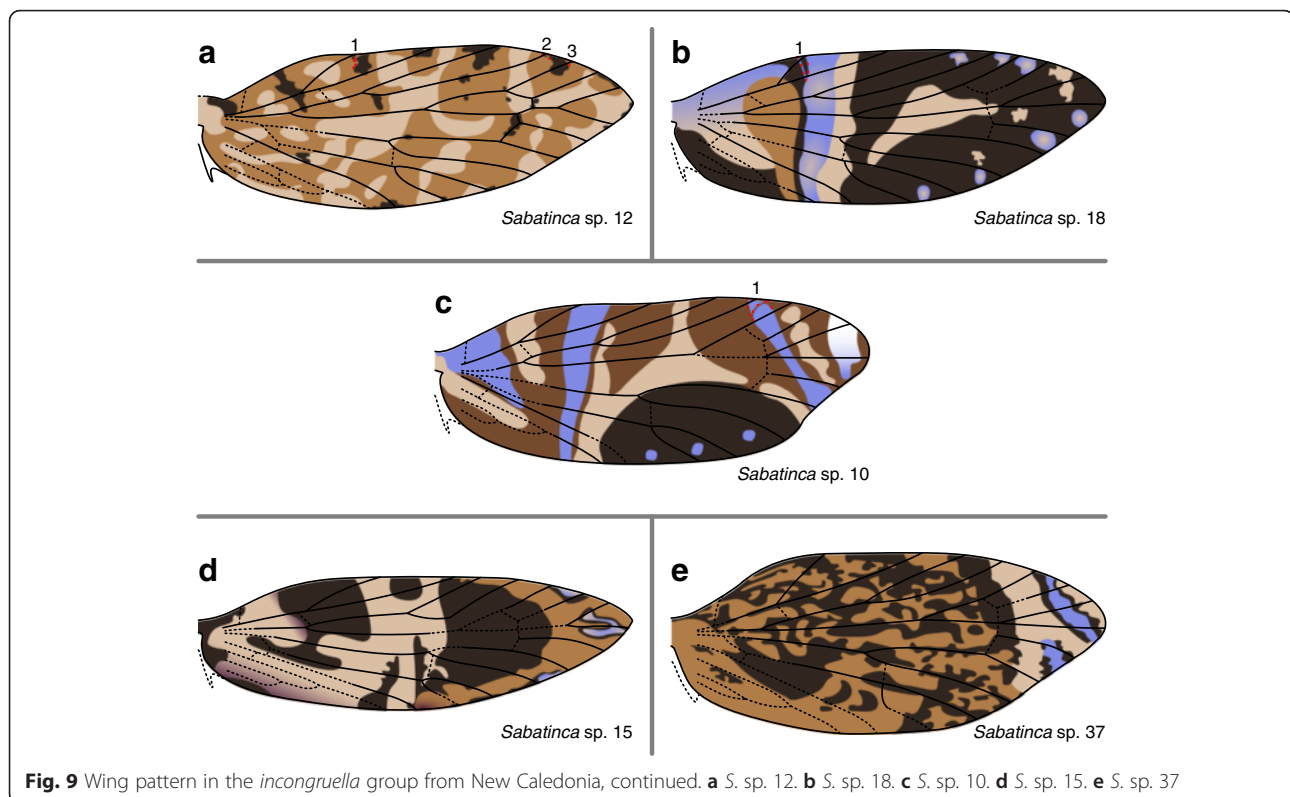 a
1
2
3
Sabatinca sp. 12
b
1
Sabatinca sp. 18
c
1
Sabatinca sp. 10
d
Sabatinca sp. 15
e
Sabatinca sp. 37
Fig. 9 Wing pattern in the incongruella group from New Caledonia, continued. a S. sp. 12. b S. sp. 18. c S. sp. 10. d S. sp. 15. e S. sp. 37